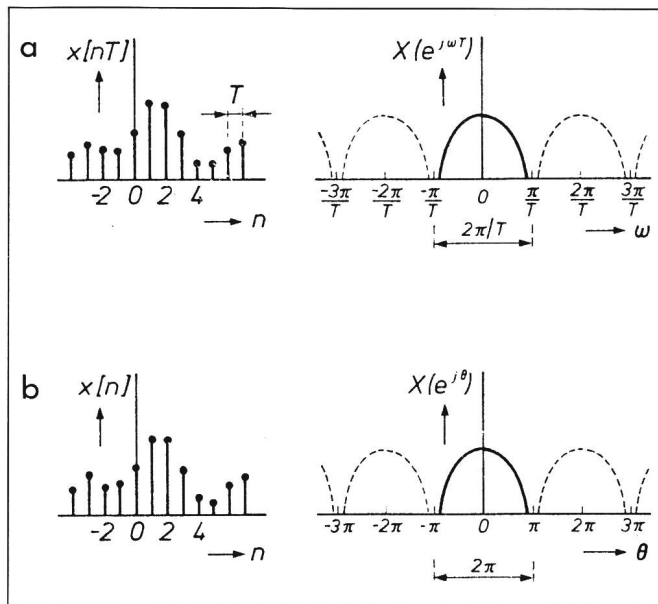 a
x[nT]
T
-2 0 2 4
n
X(e^{jωT})
-3π/T -2π/T -π/T 0 π/T 2π/T 3π/T
2π/T
ω
b
x[n]
-2 0 2 4
n
X(e^{jθ})
-3π -2π -π 0 π 2π 3π
2π
θ